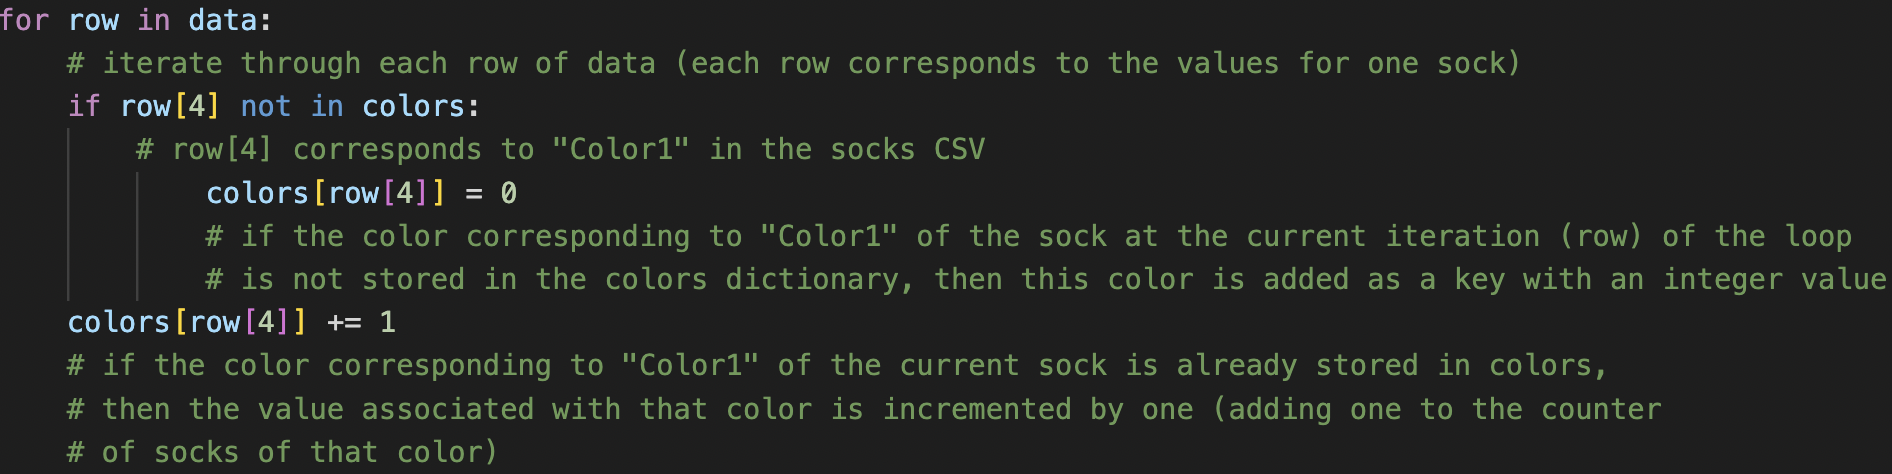 for row in data:
    # iterate through each row of data (each row corresponds to the values for one sock)
    if row[4] not in colors:
        # row[4] corresponds to "Color1" in the socks CSV
            colors[row[4]] = 0
            # if the color corresponding to "Color1" of the sock at the current iteration (row) of the loop
            # is not stored in the colors dictionary, then this color is added as a key with an integer value
    colors[row[4]] += 1
    # if the color corresponding to "Color1" of the current sock is already stored in colors,
    # then the value associated with that color is incremented by one (adding one to the counter
    # of socks of that color)